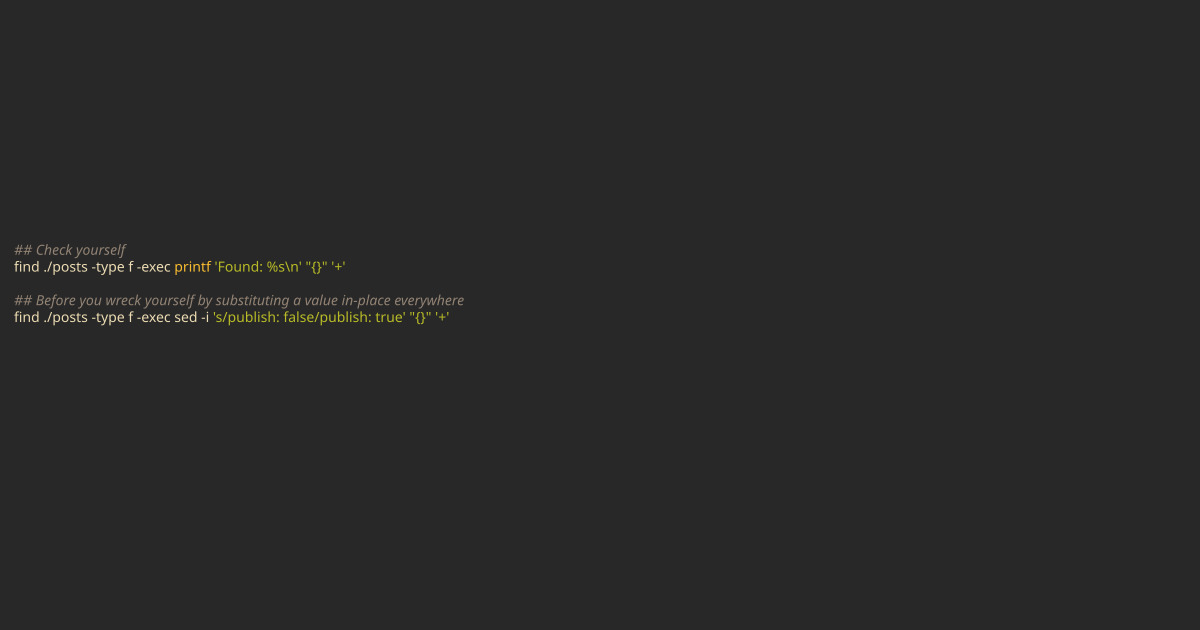 ## Check yourself
find ./posts -type f -exec printf 'Found: %s\n' "{}" '+'
## Before you wreck yourself by substituting a value in-place everywhere
find ./posts -type f -exec sed -i 's/publish: false/publish: true' "{}" '+'